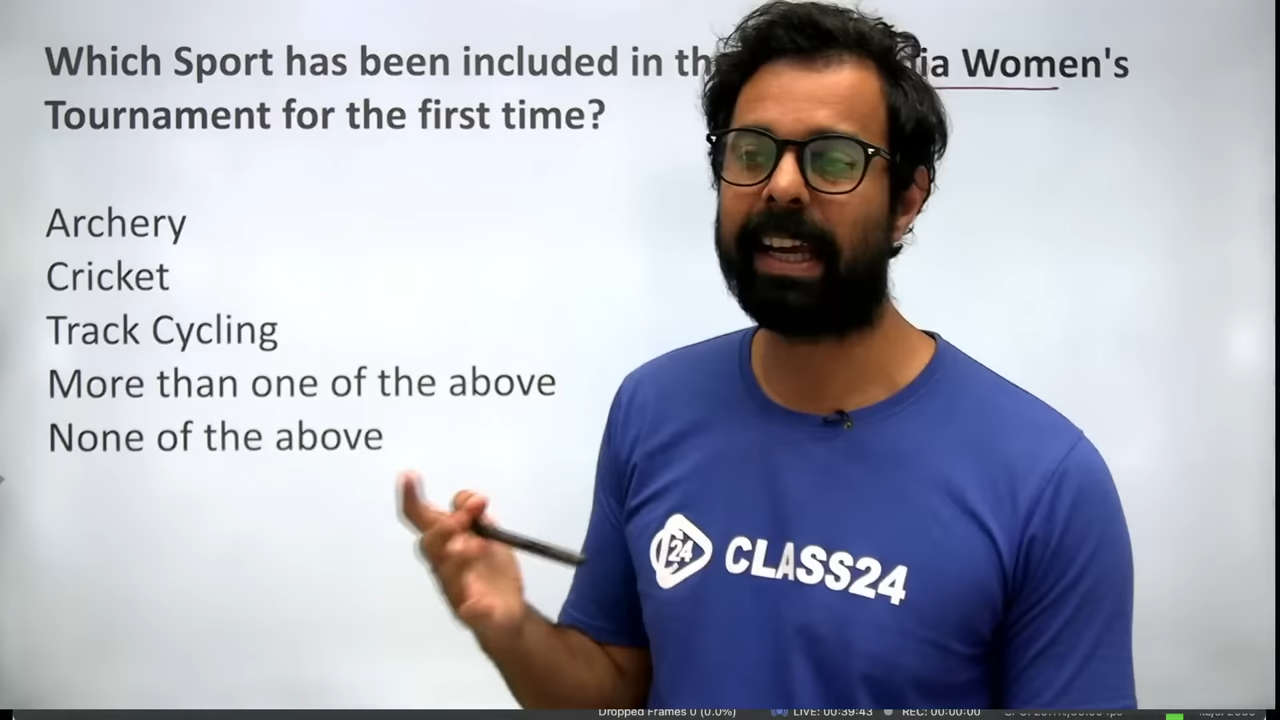 Which Sport has been included in th ia Women's
Tournament for the first time?
Archery
Cricket
Track Cycling
More than one of the above
None of the above
24 CLASS24
Dropped Frames 0 (0.0%) LIVE: 00:39:43 REC: 00:00:00